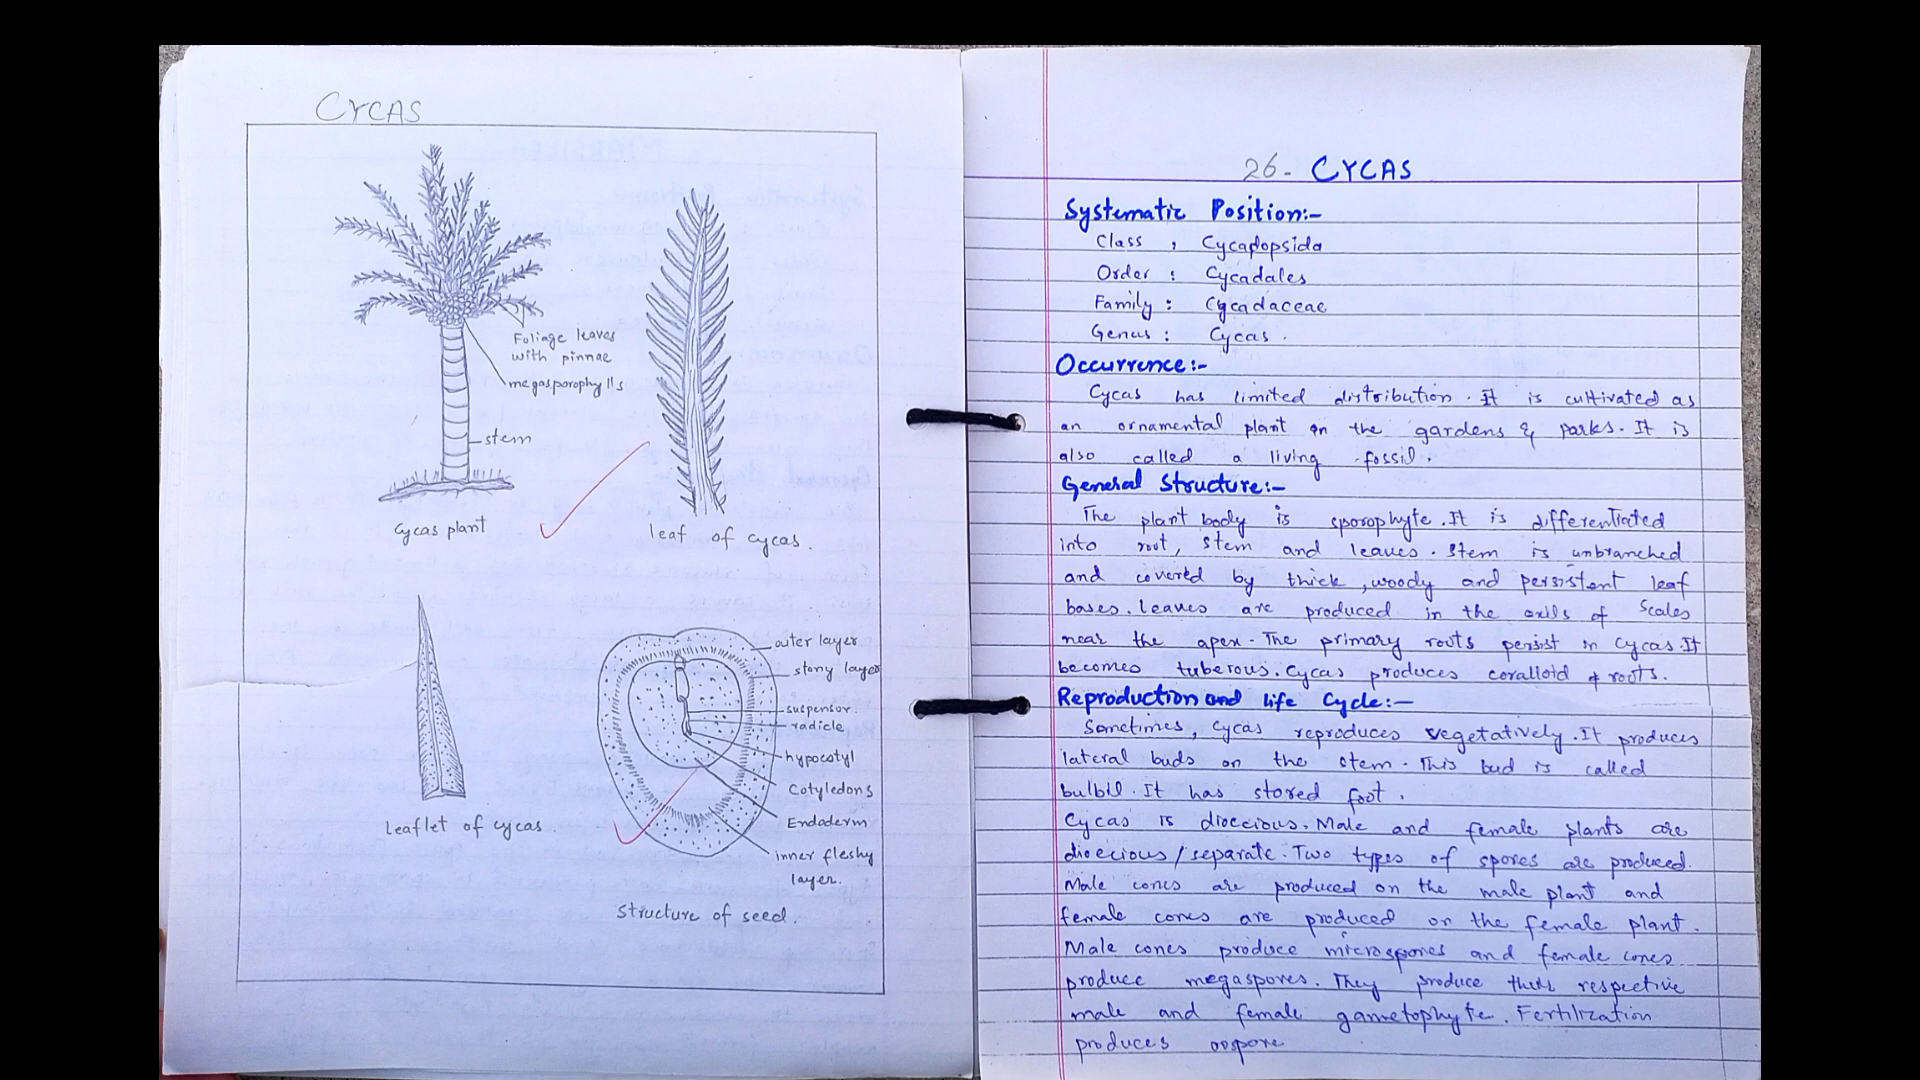 CYCAS
Foliage leaves
with pinnae
megasporophylls
stem
Cycas plant
leaf of cycas.
outer layer
stony layer
suspensor
radicle
hypocotyl
Cotyledons
Endoderm
inner fleshy
layer.
Leaflet of cycas
Structure of seed.
26- CYCAS
Systematic Position:-
Class : Cycadopsida
Order : Cycadales
Family : Cycadaceae
Genus : Cycas.
Occurrence:-
Cycas has limited distribution. It is cultivated as
an ornamental plant in the gardens & parks. It is
also called a living fossil.
General Structure:-
The plant body is sporophyte. It is differentiated
into root, stem and leaves. Stem is unbranched
and covered by thick, woody and persistent leaf
bases. leaves are produced in the axils of Scales
near the apex. The primary roots persist in Cycas. It
becomes tuberous. Cycas produces coralloid roots.
Reproduction and life Cycle:-
Sometimes, Cycas reproduces vegetatively. It produces
lateral buds on the stem. This bud is called
bulbil. It has stored foot.
Cycas is dioecious. Male and female plants are
dioecious/separate. Two types of spores are produced.
Male cones are produced on the male plant and
female cones are produced on the female plant.
Male cones produce microspores and female cones
produce megaspores. They produce their respective
male and female gametophyte. Fertilization
produces oospore